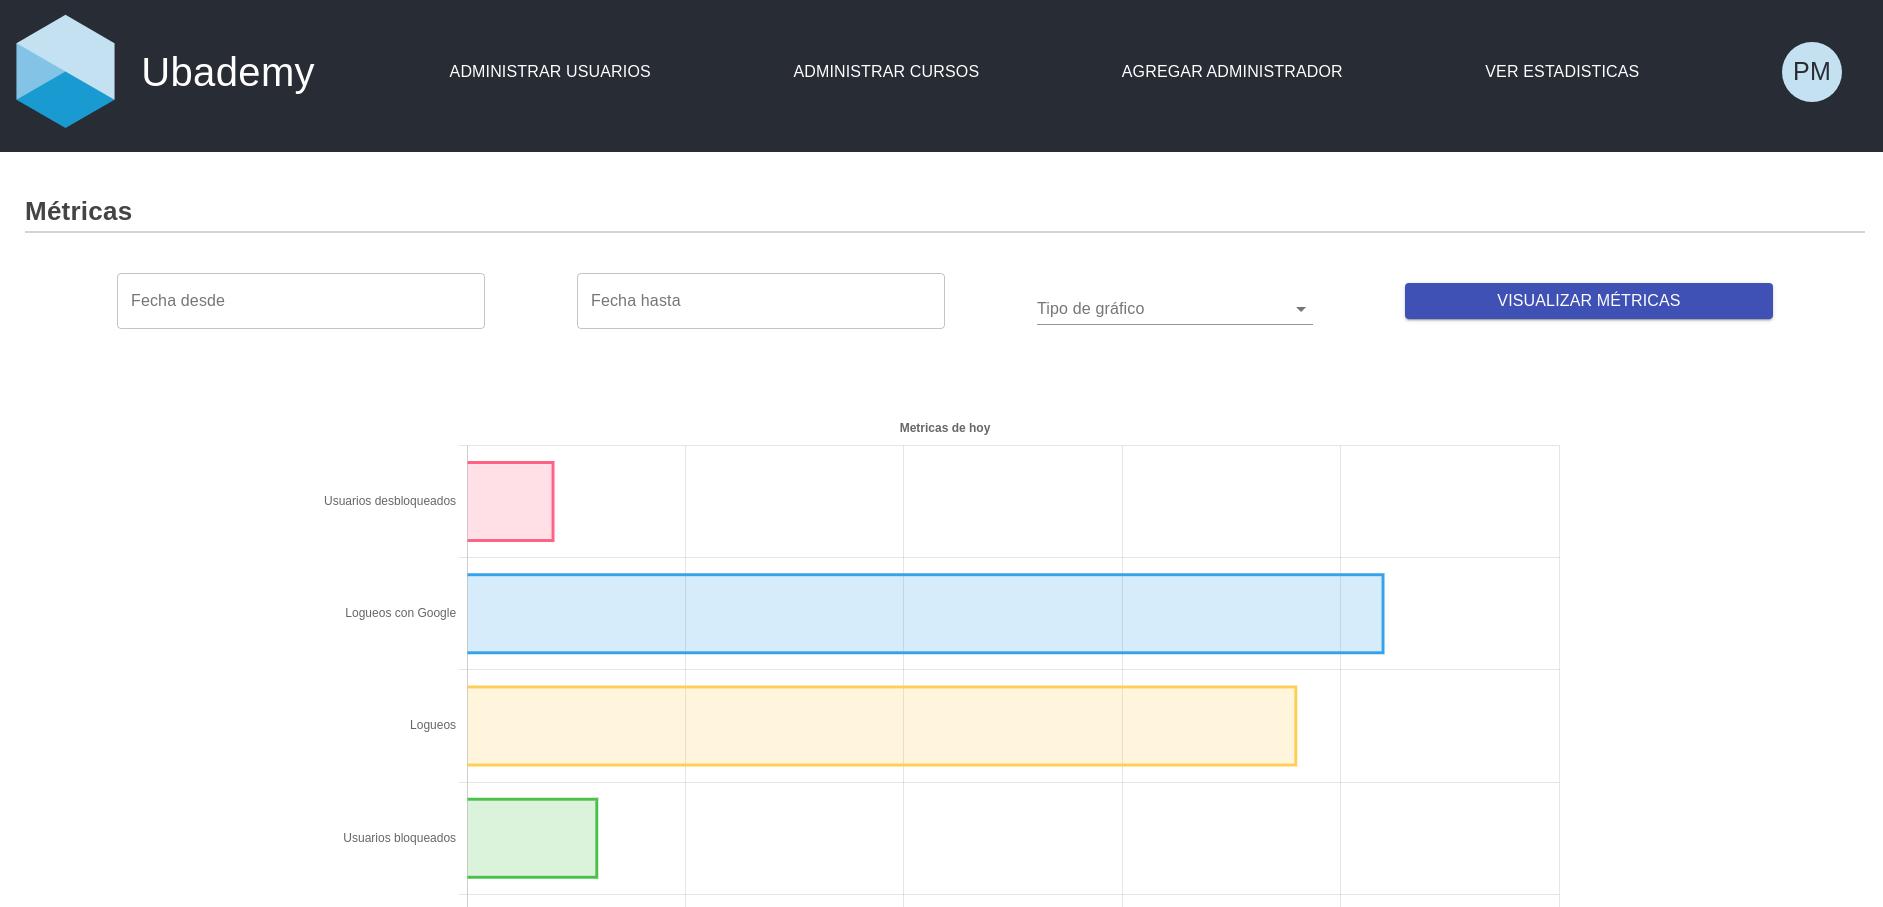 Ubademy
ADMINISTRAR USUARIOS
ADMINISTRAR CURSOS
AGREGAR ADMINISTRADOR
VER ESTADISTICAS
PM
Métricas
Fecha desde
Fecha hasta
Tipo de gráfico
VISUALIZAR MÉTRICAS
Metricas de hoy
Usuarios desbloqueados
Logueos con Google
Logueos
Usuarios bloqueados